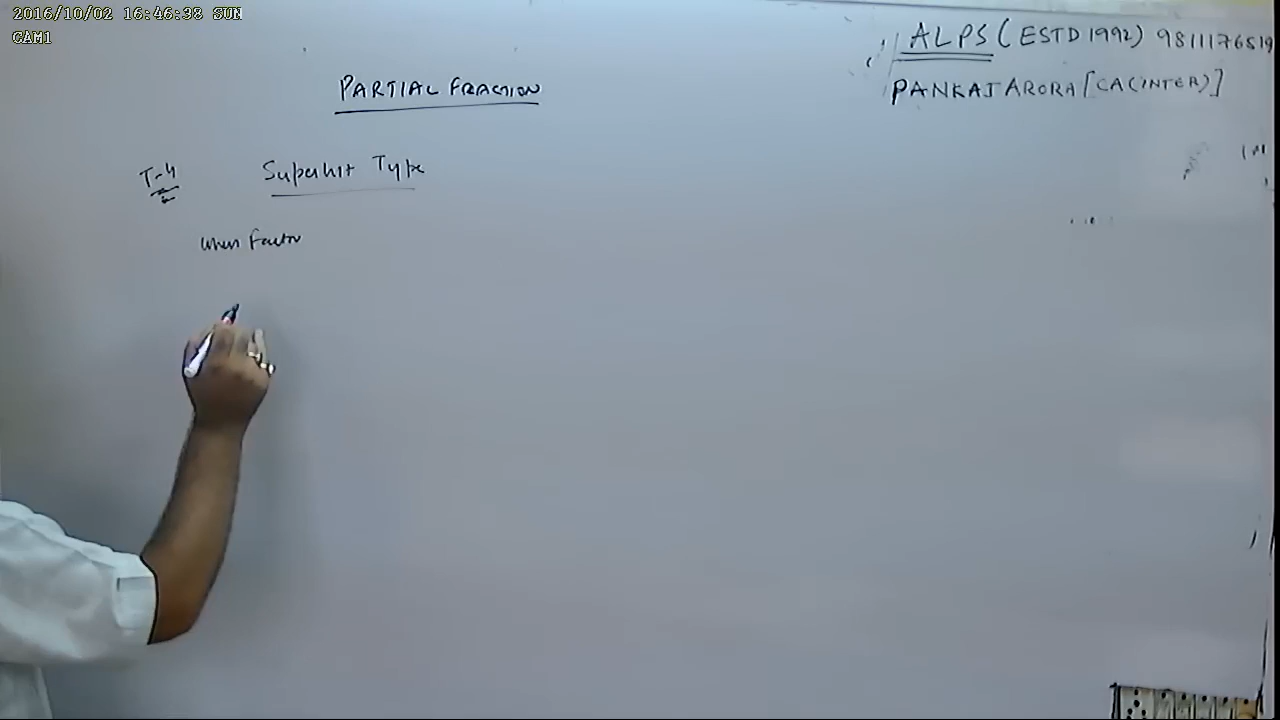 2016/10/02 16:46:38 SUN
CAM1
ALPS (ESTD 1992) 9811176519
PANKAJ ARORA [CA(INTER)]
PARTIAL FRACTION
T-4 Superhit Type
When Factor